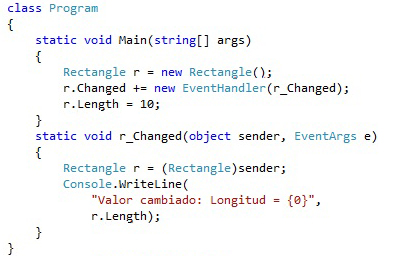 class Program
{
    static void Main(string[] args)
    {
        Rectangle r = new Rectangle();
        r.Changed += new EventHandler(r_Changed);
        r.Length = 10;
    }
    static void r_Changed(object sender, EventArgs e)
    {
        Rectangle r = (Rectangle)sender;
        Console.WriteLine(
            "Valor cambiado: Longitud = {0}",
            r.Length);
    }
}